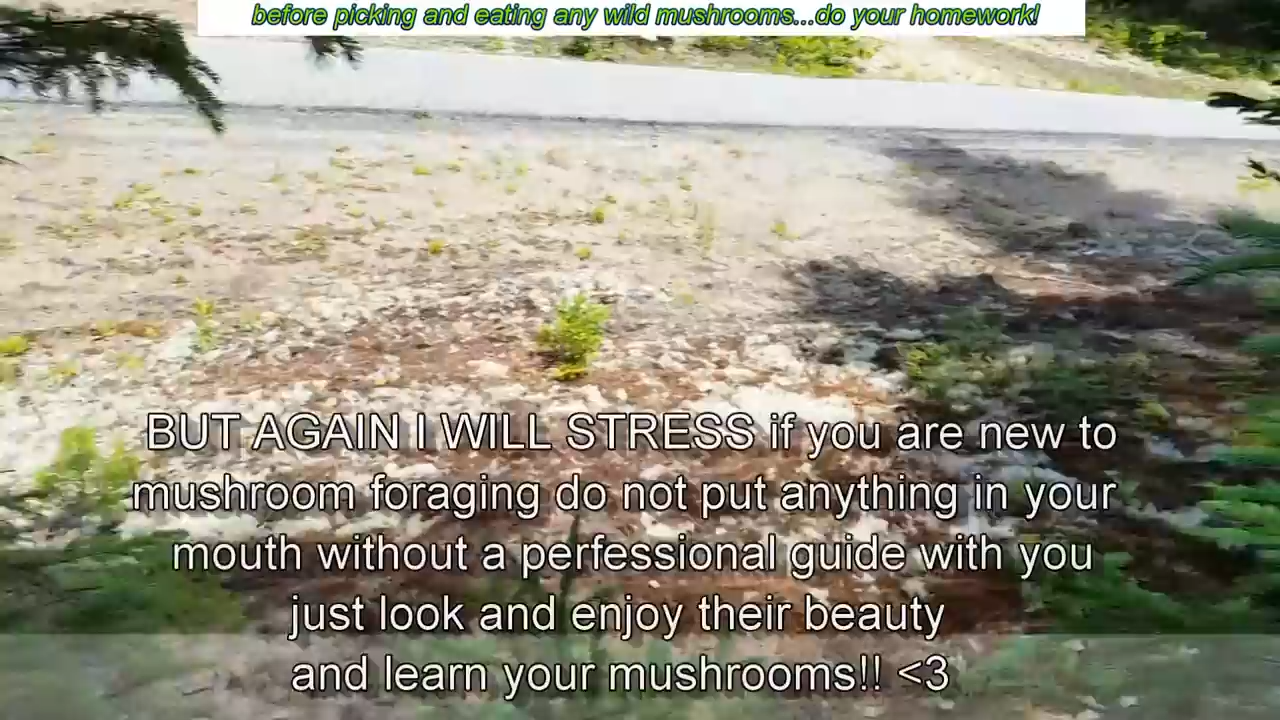 before picking and eating any wild mushrooms...do your homework!
BUT AGAIN I WILL STRESS if you are new to
mushroom foraging do not put anything in your
mouth without a perfessional guide with you
just look and enjoy their beauty
and learn your mushrooms!! <3